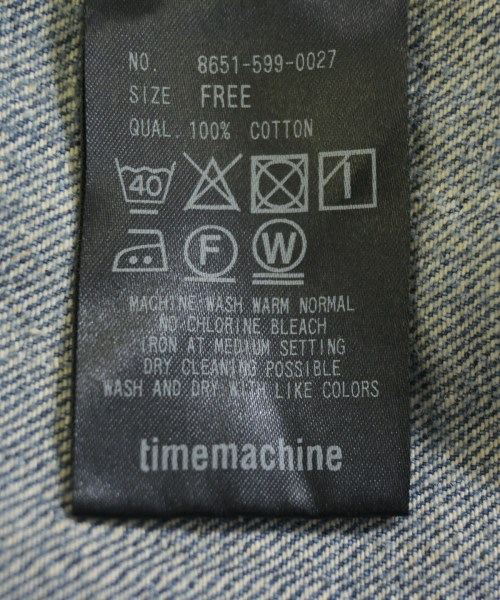 NO. 8651-599-0027
SIZE FREE
QUAL. 100% COTTON
40
F W
MACHINE WASH WARM NORMAL
NO CHLORINE BLEACH
IRON AT MEDIUM SETTING
DRY CLEANING POSSIBLE
WASH AND DRY WITH LIKE COLORS
timemachine